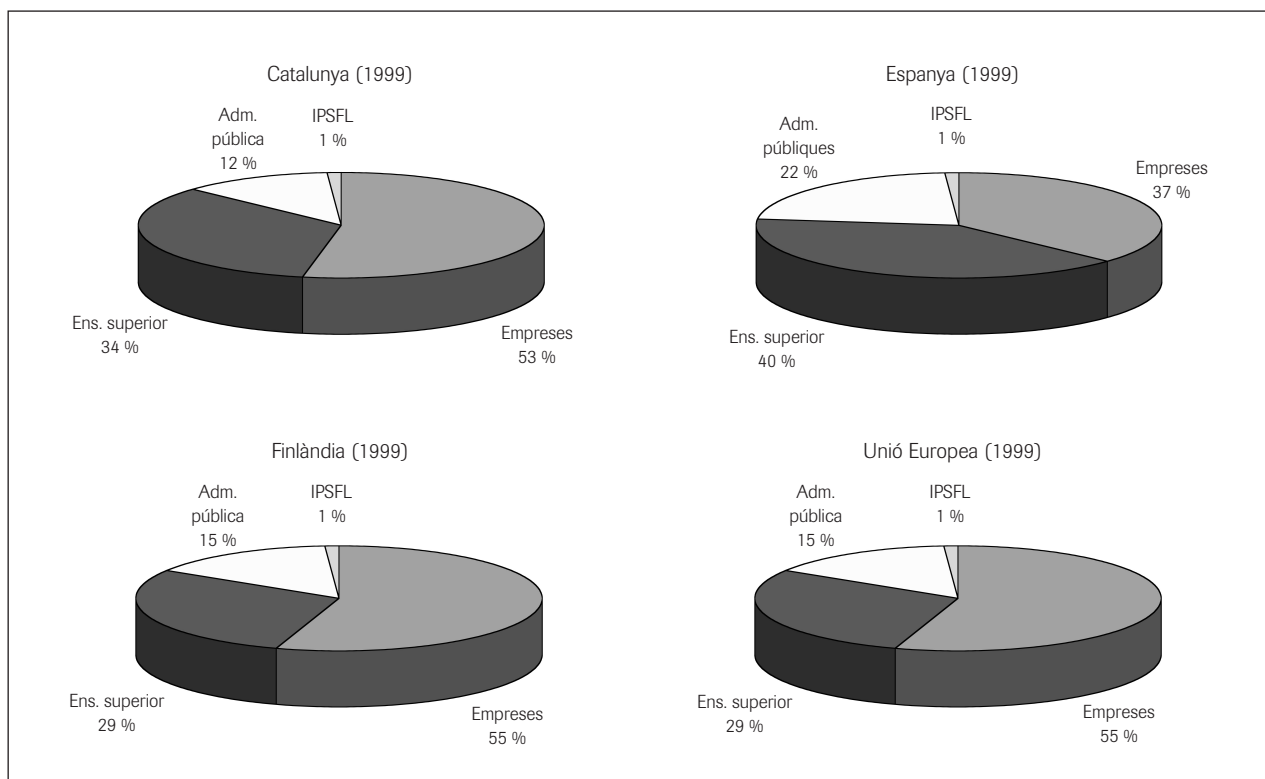 Catalunya (1999)
Adm.
pública
12 %
IPSFL
1 %
Ens. superior
34 %
Empreses
53 %
Espanya (1999)
Adm.
públiques
22 %
IPSFL
1 %
Empreses
37 %
Ens. superior
40 %
Finlàndia (1999)
Adm.
pública
15 %
IPSFL
1 %
Ens. superior
29 %
Empreses
55 %
Unió Europea (1999)
Adm.
pública
15 %
IPSFL
1 %
Ens. superior
29 %
Empreses
55 %